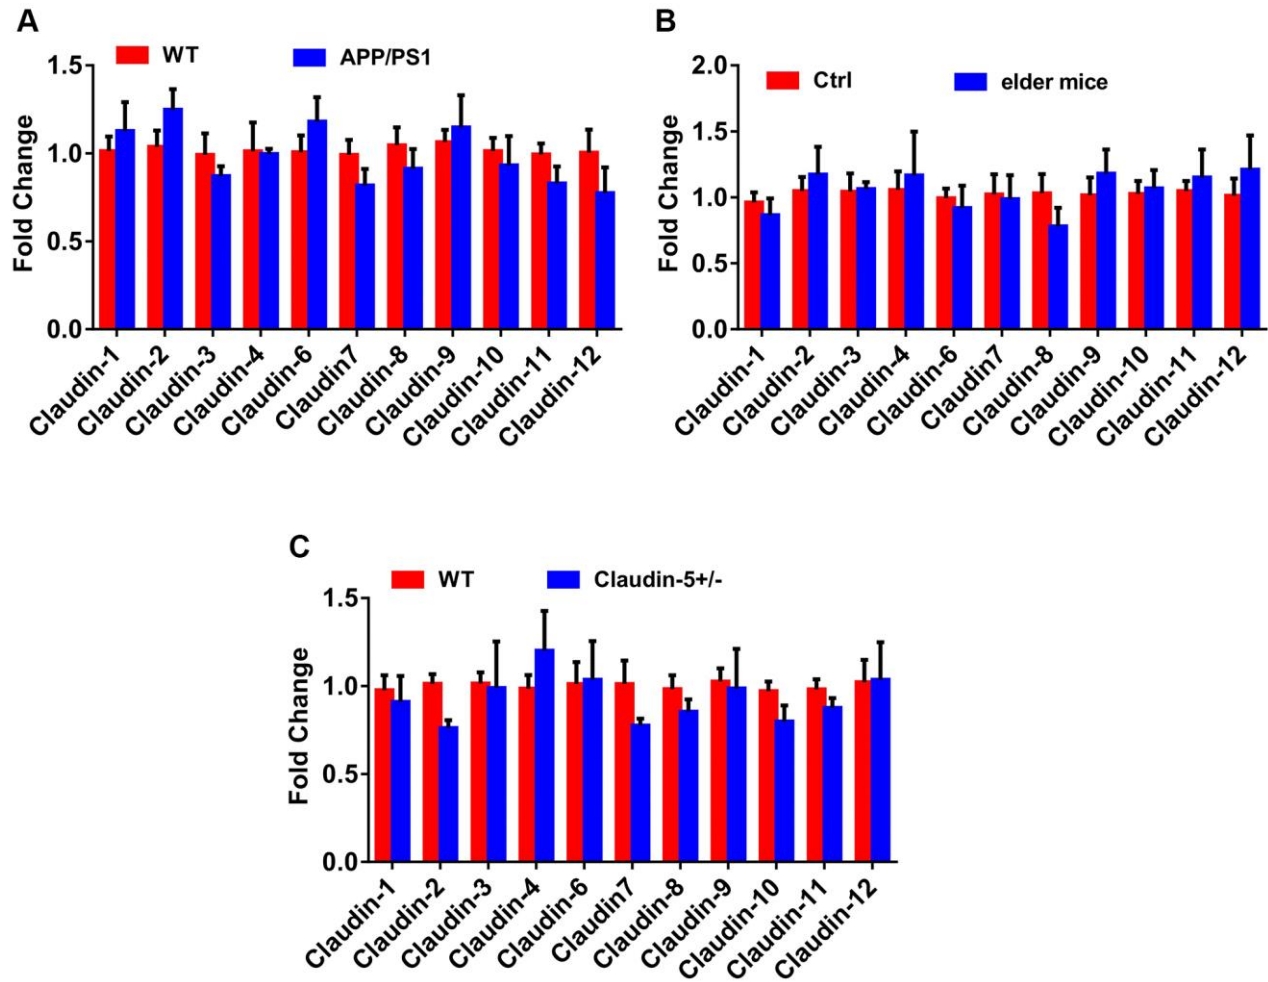 A
WT
APP/PS1
Fold Change
1.5
1.0
0.5
0.0
Claudin-1
Claudin-2
Claudin-3
Claudin-4
Claudin-6
Claudin7
Claudin-8
Claudin-9
Claudin-10
Claudin-11
Claudin-12
B
Ctrl
elder mice
Fold Change
2.0
1.5
1.0
0.5
0.0
Claudin-1
Claudin-2
Claudin-3
Claudin-4
Claudin-6
Claudin7
Claudin-8
Claudin-9
Claudin-10
Claudin-11
Claudin-12
C
WT
Claudin-5+/-
Fold Change
1.5
1.0
0.5
0.0
Claudin-1
Claudin-2
Claudin-3
Claudin-4
Claudin-6
Claudin7
Claudin-8
Claudin-9
Claudin-10
Claudin-11
Claudin-12